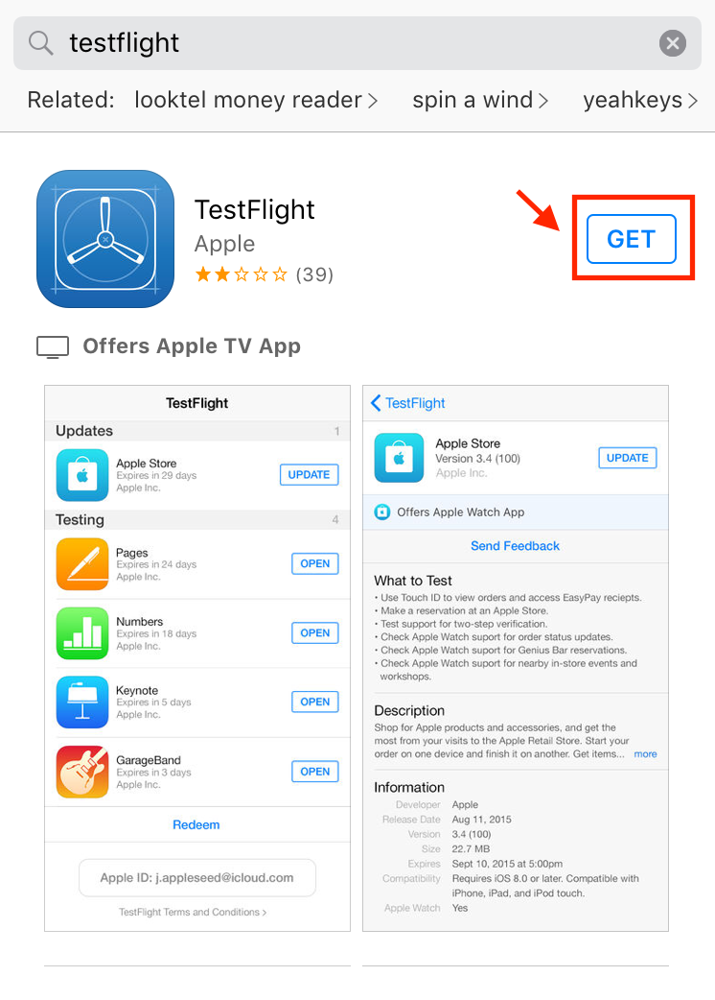 testflight
Related: looktel money reader > spin a wind > yeahkeys >
TestFlight
Apple
(39)
GET
Offers Apple TV App
TestFlight
Updates 1
Apple Store
Expires in 29 days
Apple Inc.
UPDATE
Testing 4
Pages
Expires in 24 days
Apple Inc.
OPEN
Numbers
Expires in 18 days
Apple Inc.
OPEN
Keynote
Expires in 5 days
Apple Inc.
OPEN
GarageBand
Expires in 3 days
Apple Inc.
OPEN
Redeem
Apple ID: j.appleseed@icloud.com
TestFlight Terms and Conditions >
TestFlight
Apple Store
Version 3.4 (100)
Apple Inc.
UPDATE
Offers Apple Watch App
Send Feedback
What to Test
• Use Touch ID to view orders and access EasyPay reciepts.
• Make a reservation at an Apple Store.
• Test support for two-step verification.
• Check Apple Watch suport for order status updates.
• Check Apple Watch suport for Genius Bar reservations.
• Check Apple Watch suport for nearby in-store events and
workshops.
Description
Shop for Apple products and accessories, and get the
most from your visits to the Apple Retail Store. Start your
order on one device and finish it on another. Get items... more
Information
Developer Apple
Release Date Aug 11, 2015
Version 3.4 (100)
Size 22.7 MB
Expires Sept 10, 2015 at 5:00pm
Compatibility Requires iOS 8.0 or later. Compatible with
iPhone, iPad, and iPod touch.
Apple Watch Yes